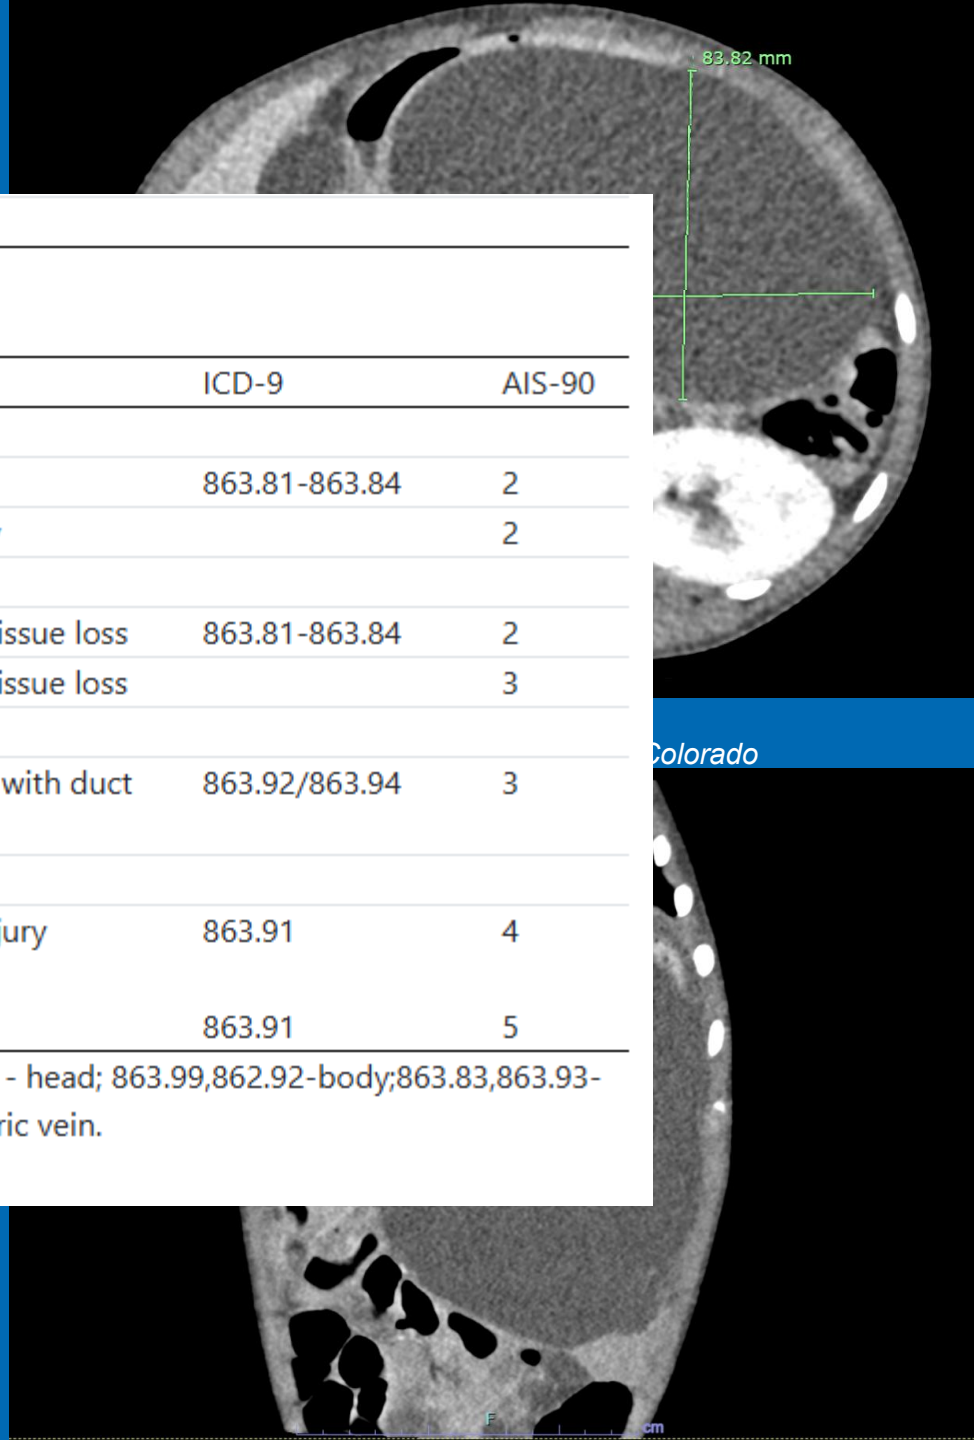 83.82 mm
ICD-9 AIS-90
863.81-863.84 2
2
issue loss 863.81-863.84 2
issue loss 3
Colorado
with duct 863.92/863.94 3
jury 863.91 4
863.91 5
- head; 863.99,862.92-body;863.83,863.93-
ric vein.
F
cm